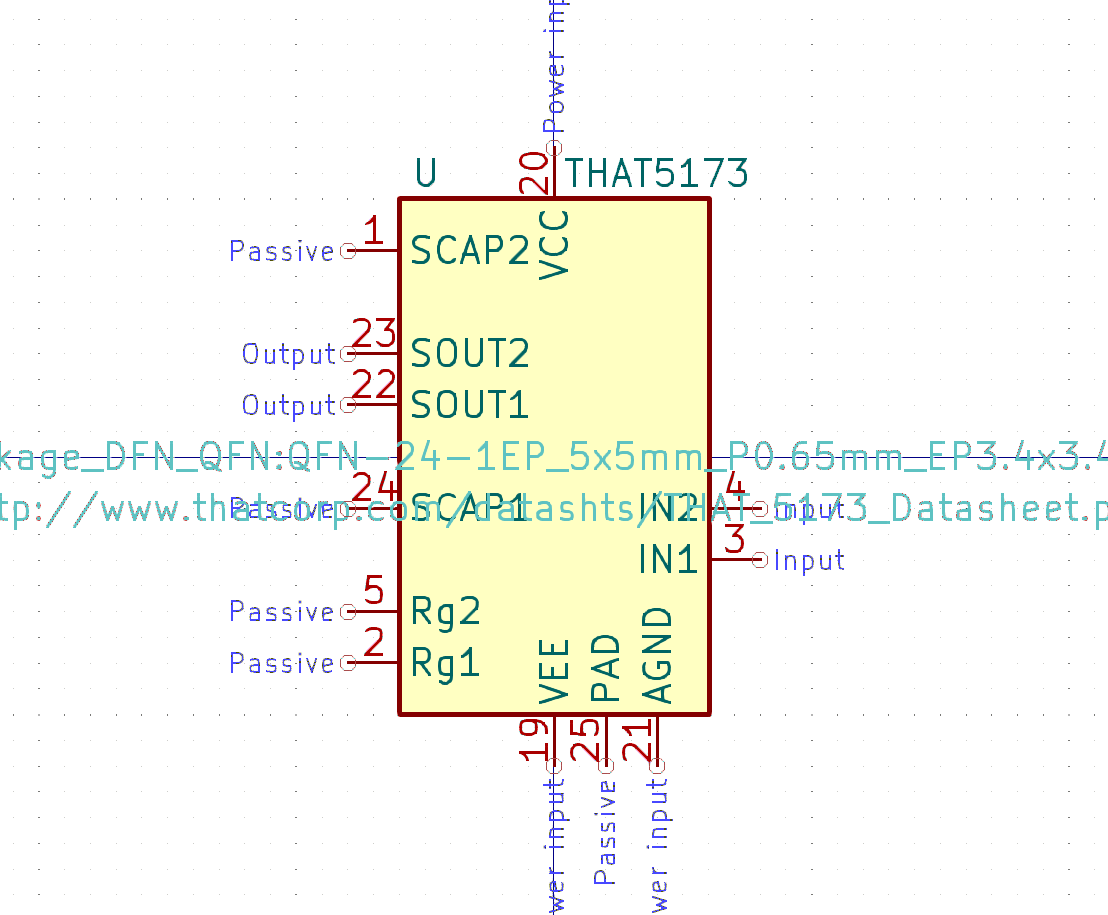 Power inp
20
U
THAT5173
VCC
Passive 1 SCAP2
Output 23 SOUT2
Output 22 SOUT1
kage_DFN_QFN:QFN-24-1EP_5x5mm_P0.65mm_EP3.4x3.4
Passive 24 SCAP1
IN2 4 Input
tp://www.thatcorp.com/datashts/THAT_5173_Datasheet.p
IN1 3 Input
Passive 5 Rg2
Passive 2 Rg1
VEE
PAD
AGND
19
25
21
wer input
Passive
wer input